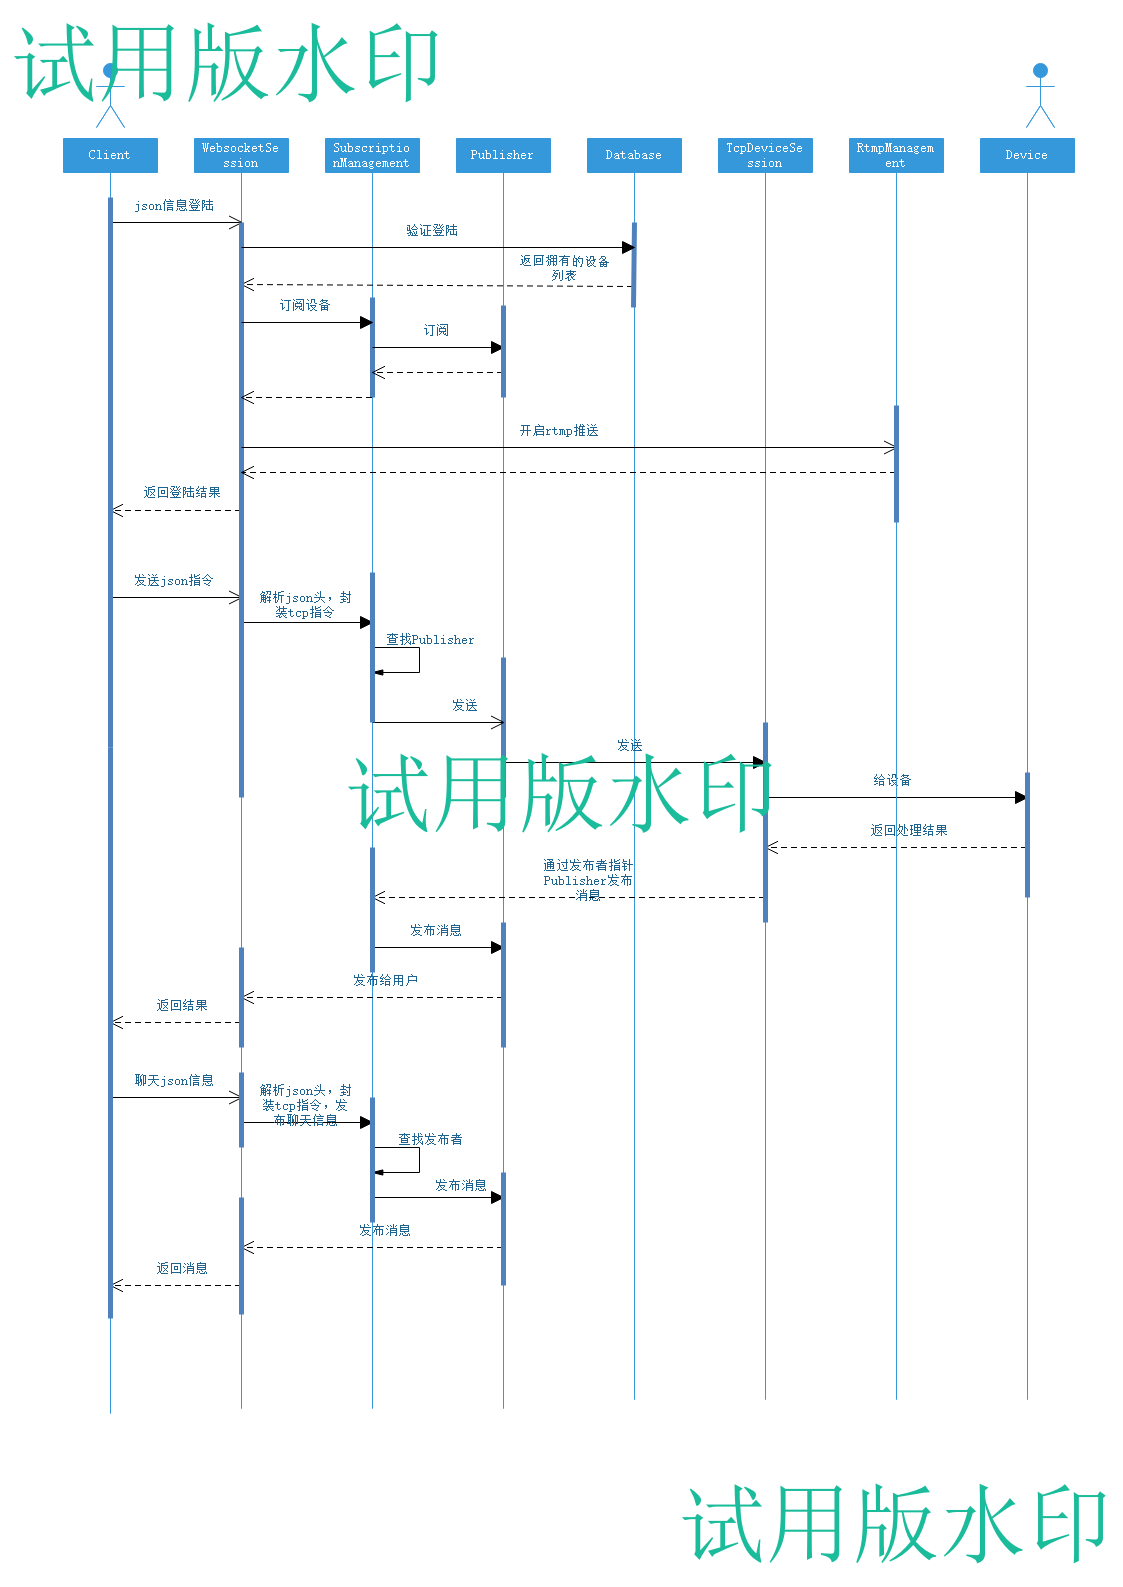 试用版水印
Client
WebsocketSe
ssion
Subscriptio
nManagement
Publisher
Database
TcpDeviceSe
ssion
RtmpManagem
ent
Device
json信息登陆
验证登陆
返回拥有的设备
列表
订阅设备
订阅
开启rtmp推送
返回登陆结果
发送json指令
解析json头，封
装tcp指令
查找Publisher
发送
发送
试用版水印
给设备
返回处理结果
通过发布者指针
Publisher发布
消息
发布消息
发布给用户
返回结果
聊天json信息
解析json头，封
装tcp指令，发
布聊天信息
查找发布者
发布消息
发布消息
返回消息
试用版水印